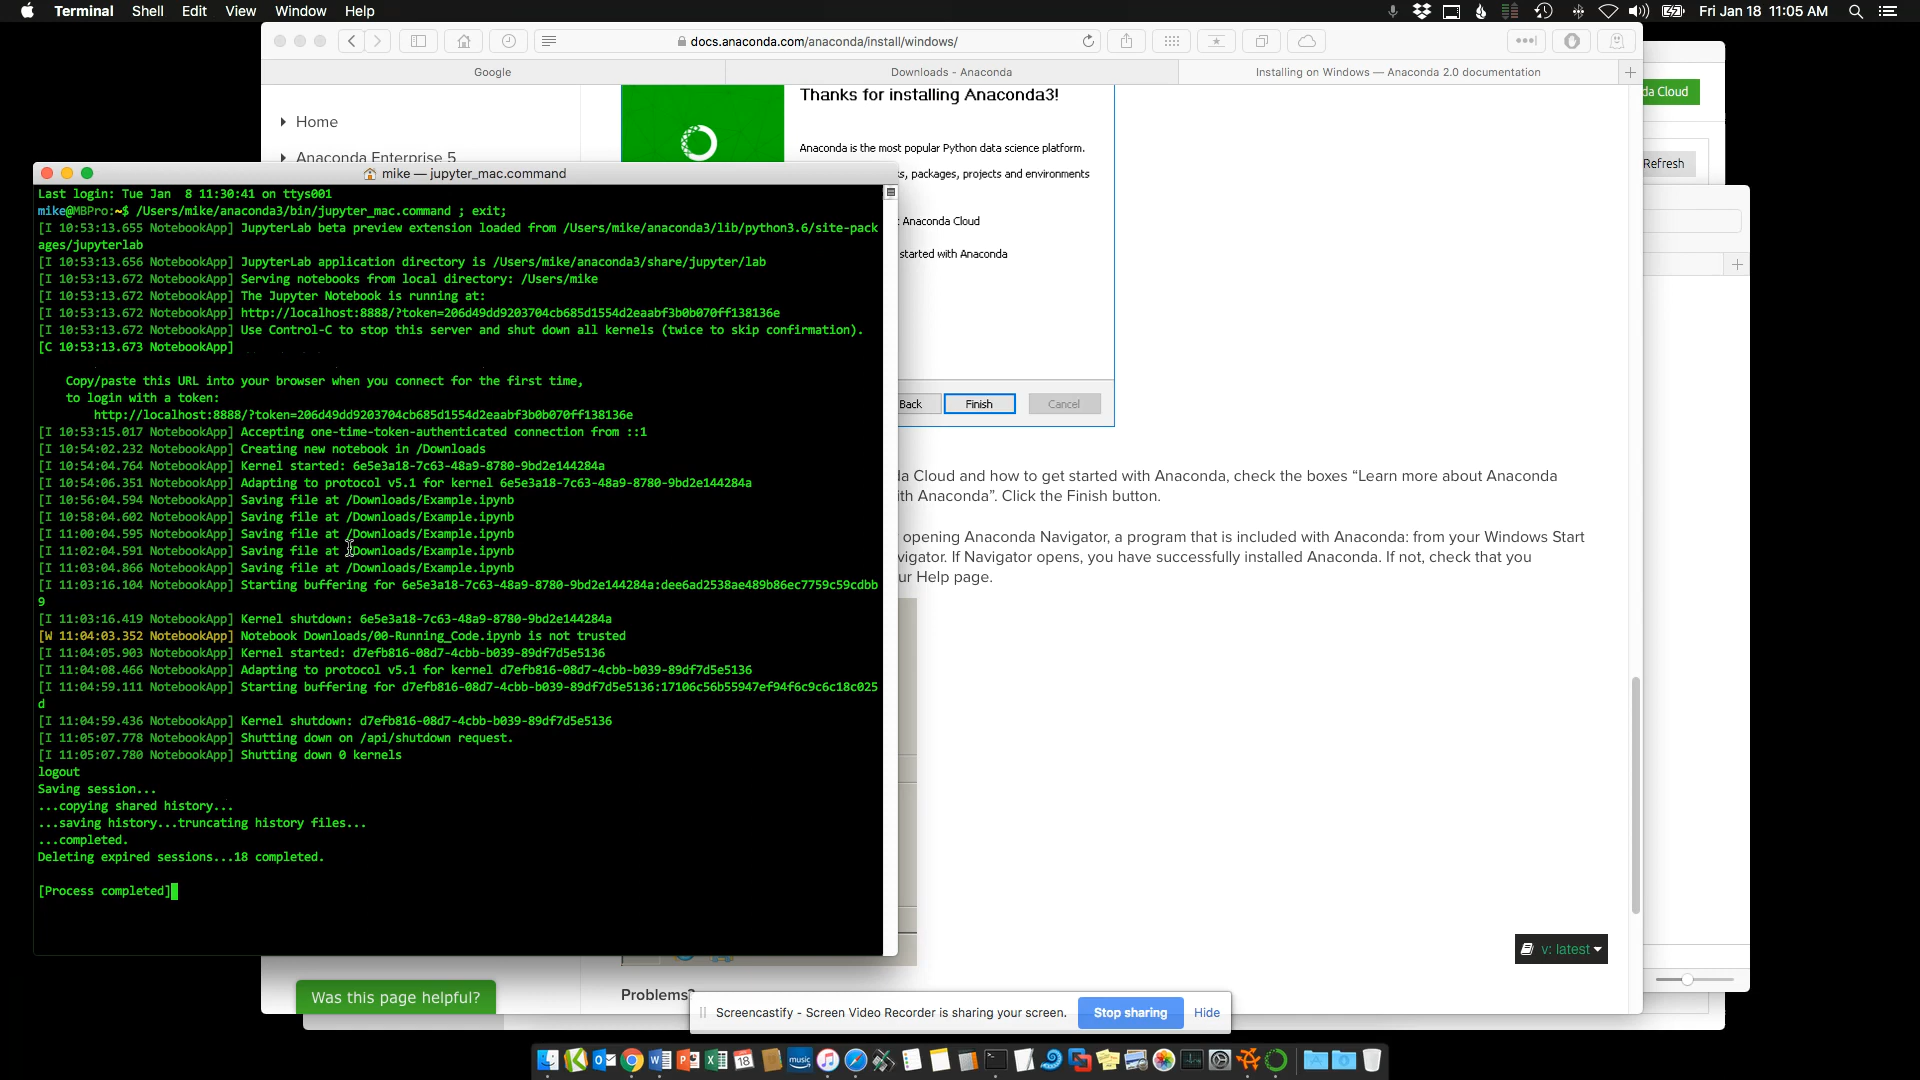 Terminal Shell Edit View Window Help
Fri Jan 18 11:05 AM
docs.anaconda.com/anaconda/install/windows/
Google
Downloads - Anaconda
Installing on Windows — Anaconda 2.0 documentation
da Cloud
Refresh
Home
Anaconda Enterprise 5
Thanks for installing Anaconda3!
Anaconda is the most popular Python data science platform.
packages, projects and environments
Anaconda Cloud
started with Anaconda
Back
Finish
Cancel
mike — jupyter_mac.command
Last login: Tue Jan  8 11:30:41 on ttys001
mike@MBPro:~$ /Users/mike/anaconda3/bin/jupyter_mac.command ; exit;
[I 10:53:13.655 NotebookApp] JupyterLab beta preview extension loaded from /Users/mike/anaconda3/lib/python3.6/site-pack
ages/jupyterlab
[I 10:53:13.656 NotebookApp] JupyterLab application directory is /Users/mike/anaconda3/share/jupyter/lab
[I 10:53:13.672 NotebookApp] Serving notebooks from local directory: /Users/mike
[I 10:53:13.672 NotebookApp] The Jupyter Notebook is running at:
[I 10:53:13.672 NotebookApp] http://localhost:8888/?token=206d49dd9203704cb685d1554d2eaabf3b0b070ff138136e
[I 10:53:13.672 NotebookApp] Use Control-C to stop this server and shut down all kernels (twice to skip confirmation).
[C 10:53:13.673 NotebookApp]
Copy/paste this URL into your browser when you connect for the first time,
to login with a token:
http://localhost:8888/?token=206d49dd9203704cb685d1554d2eaabf3b0b070ff138136e
[I 10:53:15.017 NotebookApp] Accepting one-time-token-authenticated connection from ::1
[I 10:54:02.232 NotebookApp] Creating new notebook in /Downloads
[I 10:54:04.764 NotebookApp] Kernel started: 6e5e3a18-7c63-48a9-8780-9bd2e144284a
[I 10:54:06.351 NotebookApp] Adapting to protocol v5.1 for kernel 6e5e3a18-7c63-48a9-8780-9bd2e144284a
[I 10:56:04.594 NotebookApp] Saving file at /Downloads/Example.ipynb
[I 10:58:04.602 NotebookApp] Saving file at /Downloads/Example.ipynb
[I 11:00:04.595 NotebookApp] Saving file at /Downloads/Example.ipynb
[I 11:02:04.591 NotebookApp] Saving file at /Downloads/Example.ipynb
[I 11:03:04.866 NotebookApp] Saving file at /Downloads/Example.ipynb
[I 11:03:16.104 NotebookApp] Starting buffering for 6e5e3a18-7c63-48a9-8780-9bd2e144284a:dee6ad2538ae489b86ec7759c59cdbb
9
[I 11:03:16.419 NotebookApp] Kernel shutdown: 6e5e3a18-7c63-48a9-8780-9bd2e144284a
[W 11:04:03.352 NotebookApp] Notebook Downloads/00-Running_Code.ipynb is not trusted
[I 11:04:05.903 NotebookApp] Kernel started: d7efb816-08d7-4cbb-b039-89df7d5e5136
[I 11:04:08.466 NotebookApp] Adapting to protocol v5.1 for kernel d7efb816-08d7-4cbb-b039-89df7d5e5136
[I 11:04:59.111 NotebookApp] Starting buffering for d7efb816-08d7-4cbb-b039-89df7d5e5136:17106c56b55947ef94f6c9c6c18c025
d
[I 11:04:59.436 NotebookApp] Kernel shutdown: d7efb816-08d7-4cbb-b039-89df7d5e5136
[I 11:05:07.778 NotebookApp] Shutting down on /api/shutdown request.
[I 11:05:07.780 NotebookApp] Shutting down 0 kernels
logout
Saving session...
...copying shared history...
...saving history...truncating history files...
...completed.
Deleting expired sessions...18 completed.
[Process completed]
da Cloud and how to get started with Anaconda, check the boxes “Learn more about Anaconda
ith Anaconda”. Click the Finish button.
opening Anaconda Navigator, a program that is included with Anaconda: from your Windows Start
vigator. If Navigator opens, you have successfully installed Anaconda. If not, check that you
ur Help page.
v: latest
Was this page helpful?
Problems?
Screencastify - Screen Video Recorder is sharing your screen.
Stop sharing
Hide
18
music